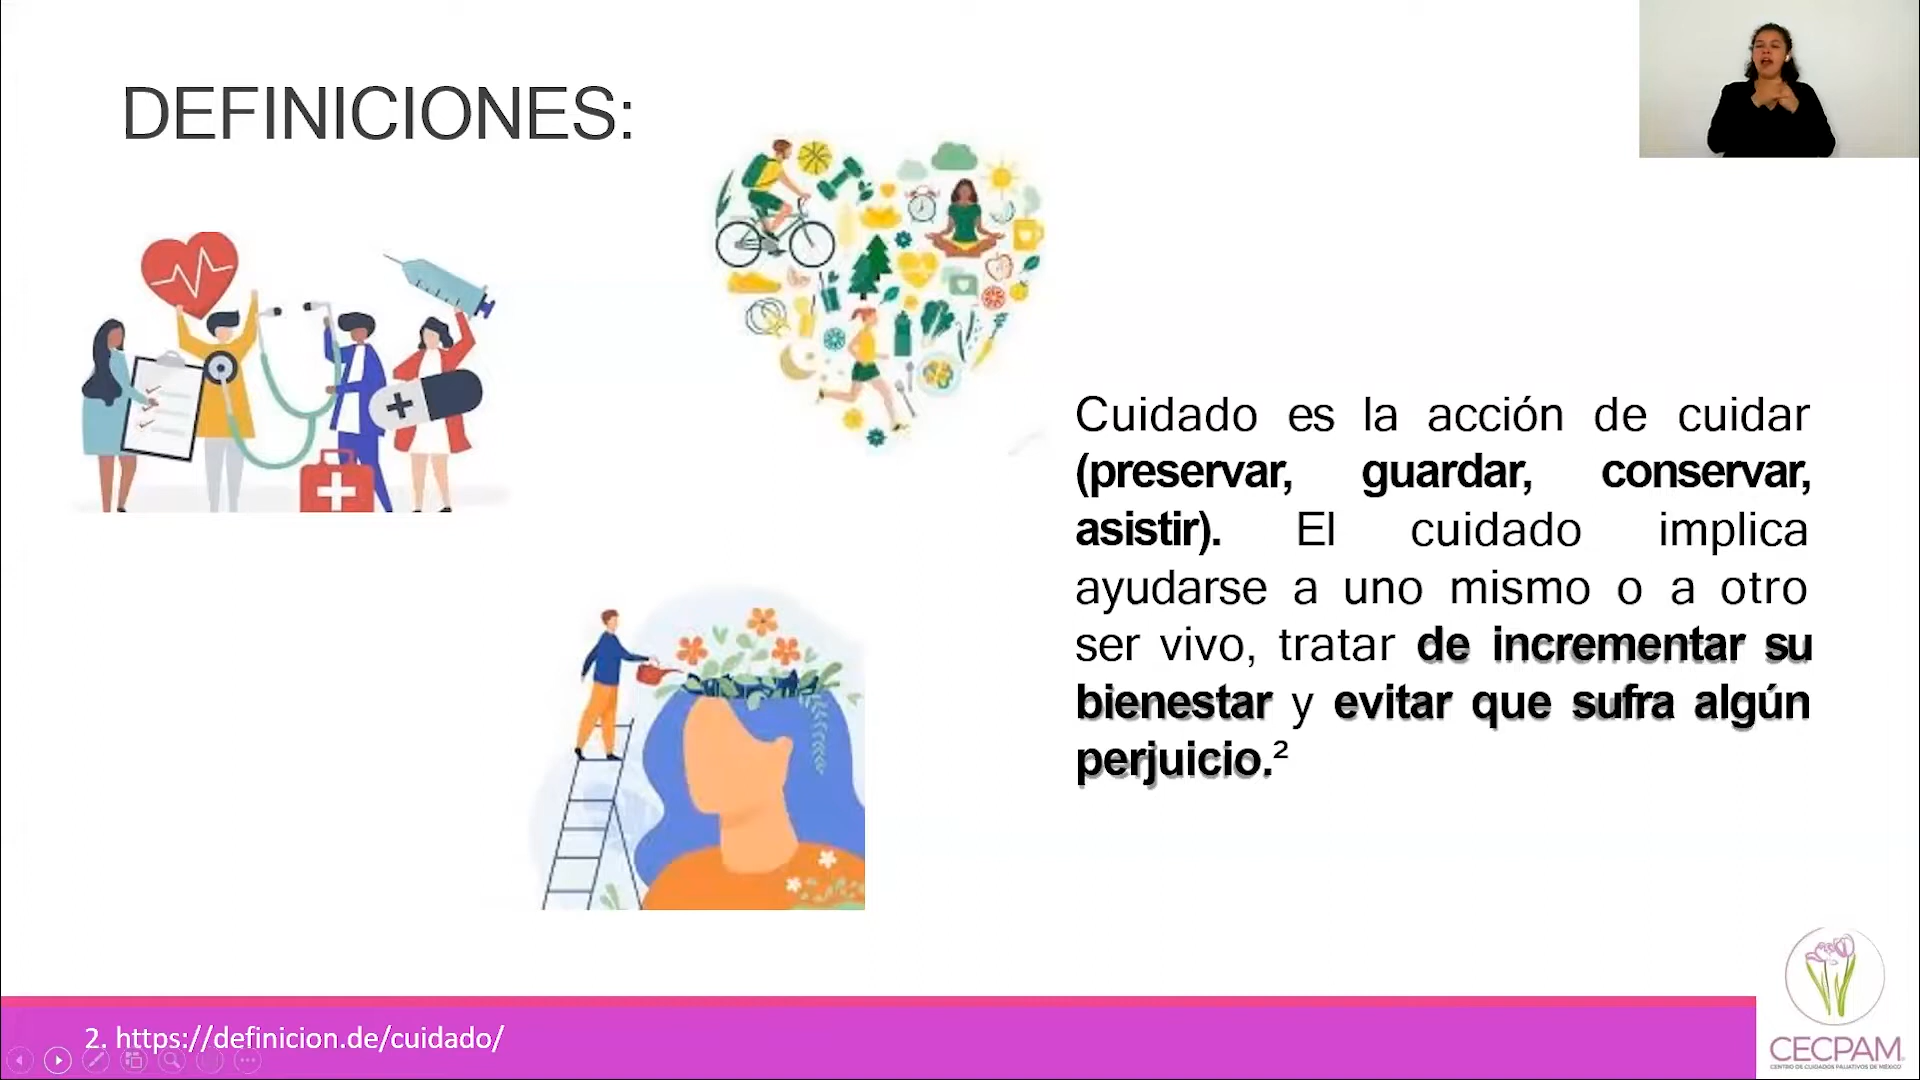 DEFINICIONES:
Cuidado es la acción de cuidar
(preservar, guardar, conservar,
asistir). El cuidado implica
ayudarse a uno mismo o a otro
ser vivo, tratar de incrementar su
bienestar y evitar que sufra algún
perjuicio.²
2. https://definicion.de/cuidado/
CECPAM
CENTRO DE CUIDADOS PALIATIVOS DE MÉXICO